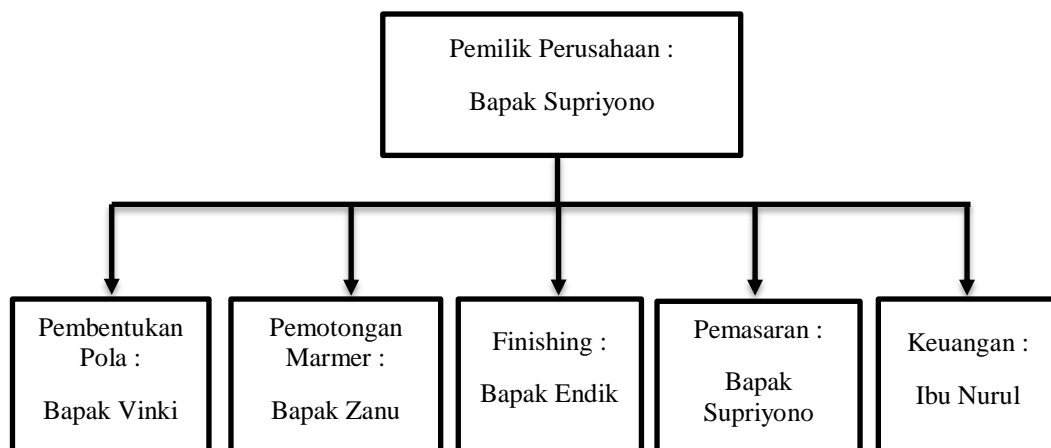 Pemilik Perusahaan :
Bapak Supriyono
Pembentukan
Pola :
Bapak Vinki
Pemotongan
Marmer :
Bapak Zanu
Finishing :
Bapak Endik
Pemasaran :
Bapak
Supriyono
Keuangan :
Ibu Nurul